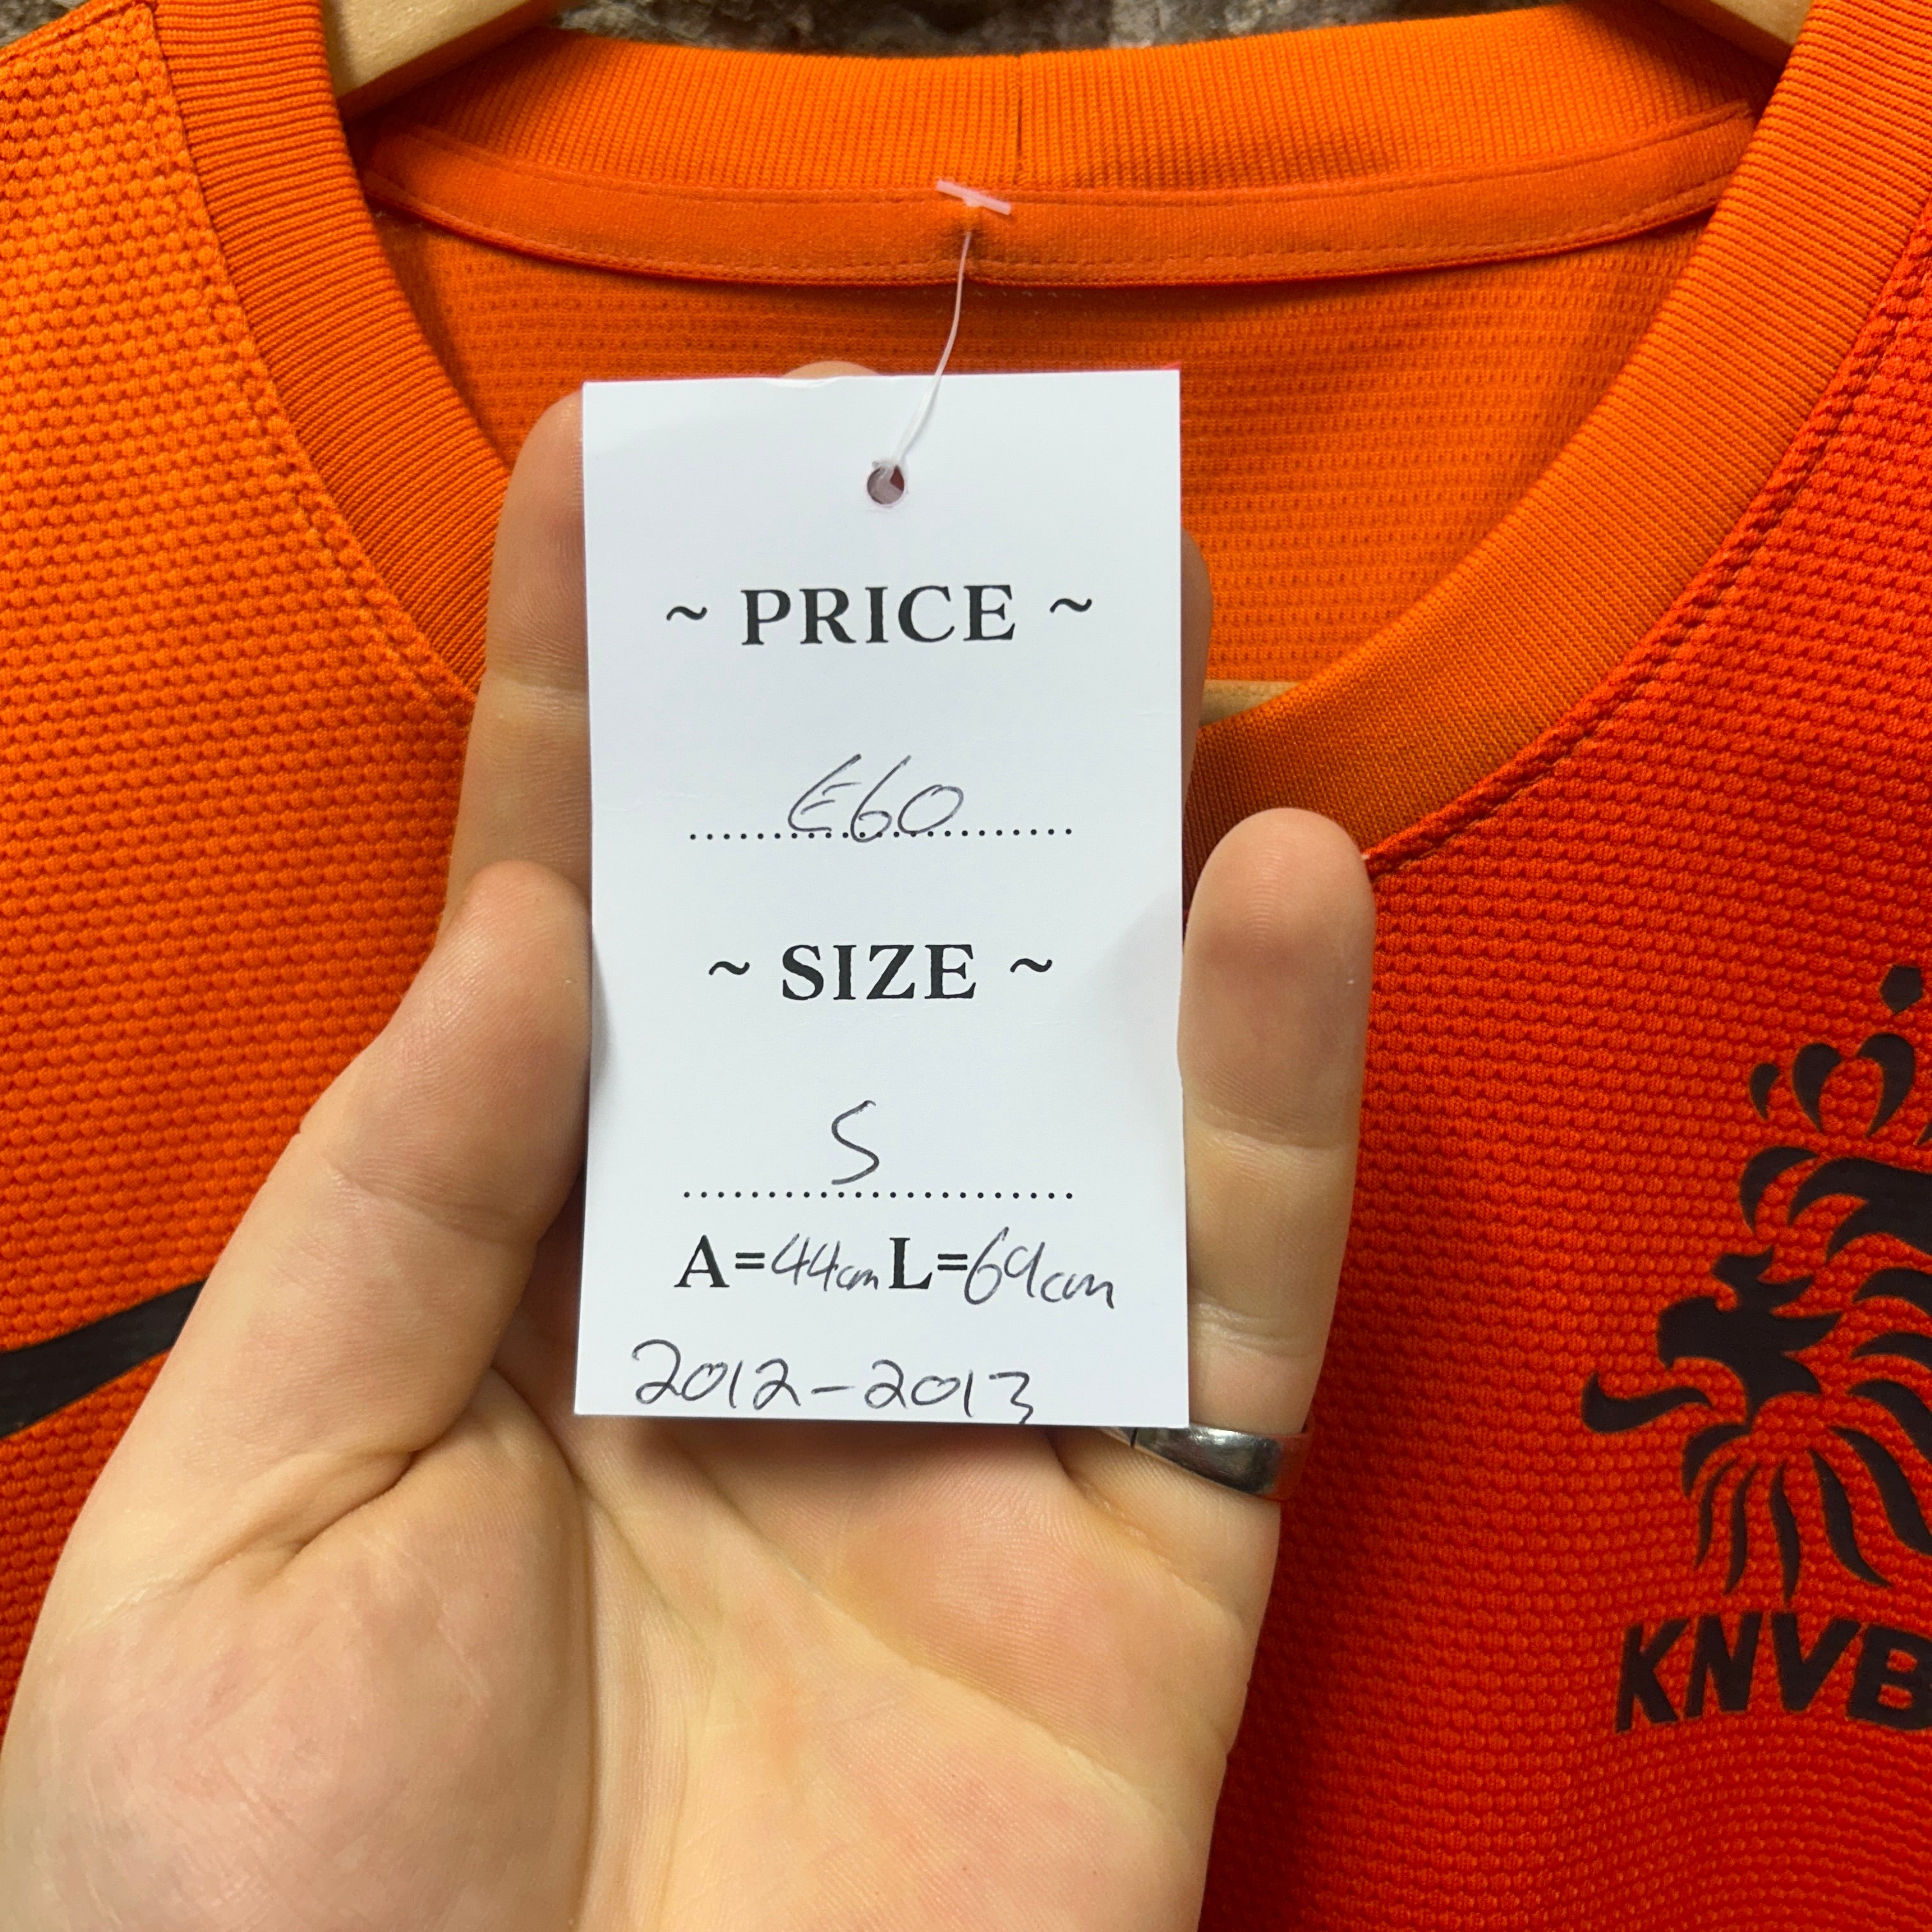 ~ PRICE ~
€60
~ SIZE ~
S
A=44cm L=69cm
2012-2013
KNVB